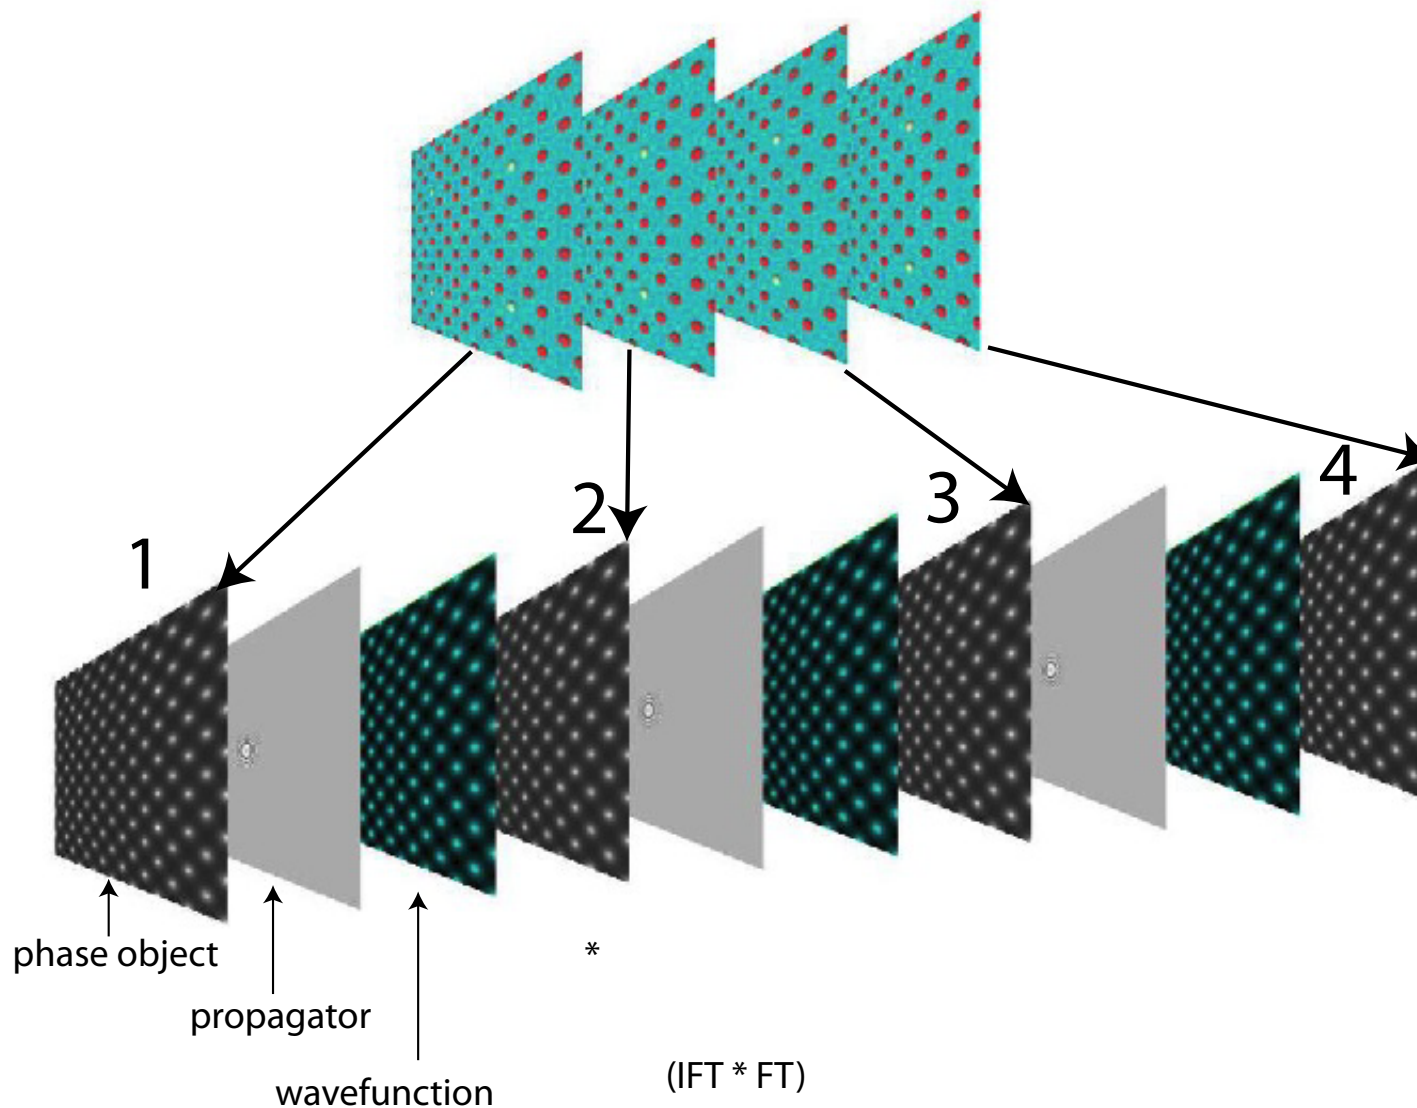 4
3
2
1
phase object
*
propagator
(IFT * FT)
wavefunction